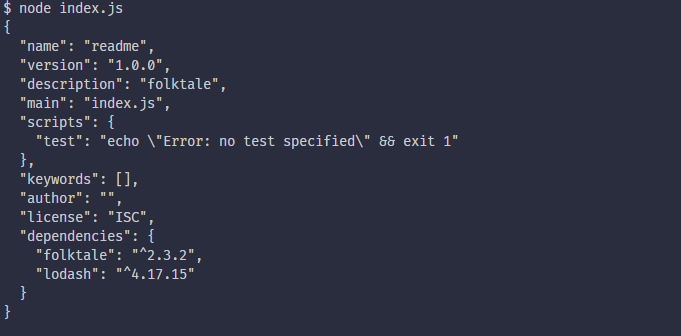 $ node index.js
{
  "name": "readme",
  "version": "1.0.0",
  "description": "folktale",
  "main": "index.js",
  "scripts": {
    "test": "echo \"Error: no test specified\" && exit 1"
  },
  "keywords": [],
  "author": "",
  "license": "ISC",
  "dependencies": {
    "folktale": "^2.3.2",
    "lodash": "^4.17.15"
  }
}